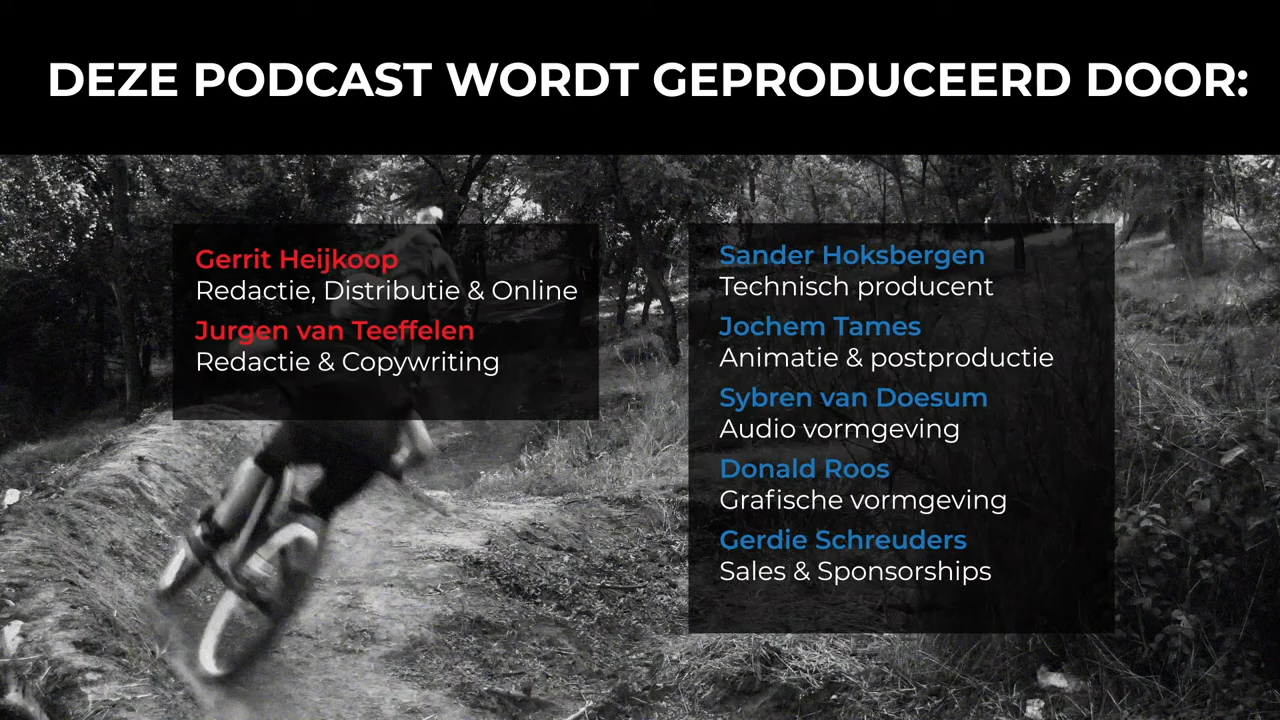 DEZE PODCAST WORDT GEPRODUCEERD DOOR:
Gerrit Heijkoop
Redactie, Distributie & Online
Jurgen van Teeffelen
Redactie & Copywriting
Sander Hoksbergen
Technisch producent
Jochem Tames
Animatie & postproductie
Sybren van Doesum
Audio vormgeving
Donald Roos
Grafische vormgeving
Gerdie Schreuders
Sales & Sponsorships